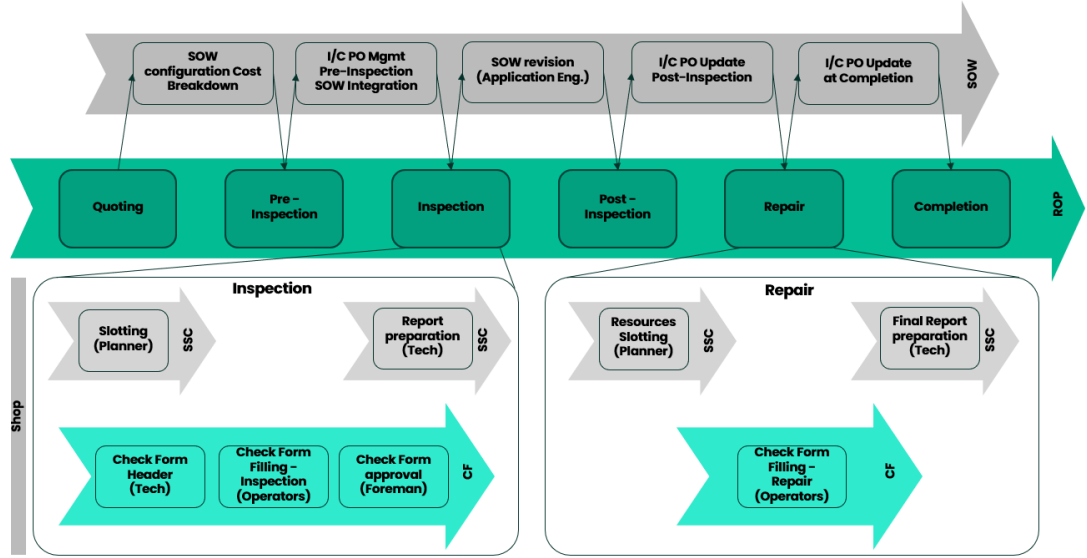 SOW
configuration Cost
Breakdown
I/C PO Mgmt
Pre-Inspection
SOW Integration
SOW revision
(Application Eng.)
I/C PO Update
Post-Inspection
I/C PO Update
at Completion
SOW
Quoting
Pre -
Inspection
Inspection
Post -
Inspection
Repair
Completion
ROP
Shop
Inspection
Slotting
(Planner)
SSC
Report
preparation
(Tech)
SSC
Check Form
Header
(Tech)
Check Form
Filling -
Inspection
(Operators)
Check Form
approval
(Foreman)
CF
Repair
Resources
Slotting
(Planner)
SSC
Final Report
preparation
(Tech)
SSC
Check Form
Filling -
Repair
(Operators)
CF